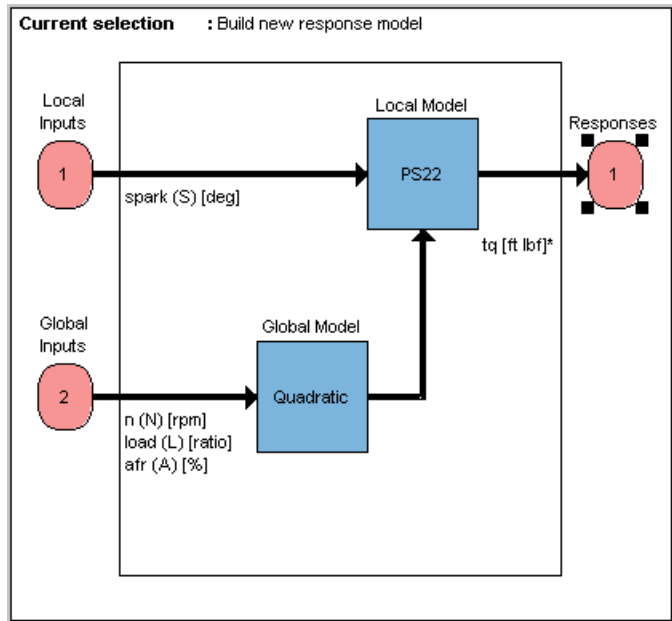 Current selection : Build new response model
Local
Inputs
1
spark (S) [deg]
Local Model
PS22
Responses
1
tq [ft lbf]*
Global
Inputs
2
n (N) [rpm]
load (L) [ratio]
afr (A) [%]
Global Model
Quadratic